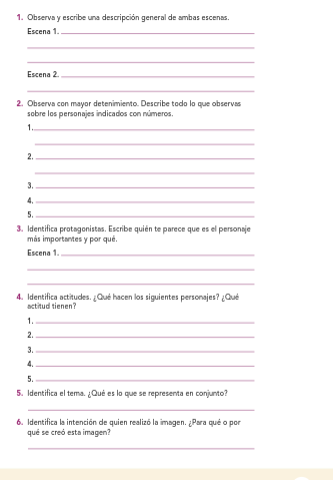 1. Observa y escribe una descripción general de ambas escenas.
Escena 1.
Escena 2.
2. Observa con mayor detenimiento. Describe todo lo que observas
sobre los personajes indicados con números.
1.
2.
3.
4.
5.
3. Identifica protagonistas. Escribe quién te parece que es el personaje
más importantes y por qué.
Escena 1.
4. Identifica actitudes. ¿Qué hacen los siguientes personajes? ¿Qué
actitud tienen?
1.
2.
3.
4.
5.
5. Identifica el tema. ¿Qué es lo que se representa en conjunto?
6. Identifica la intención de quien realizó la imagen. ¿Para qué o por
qué se creó esta imagen?